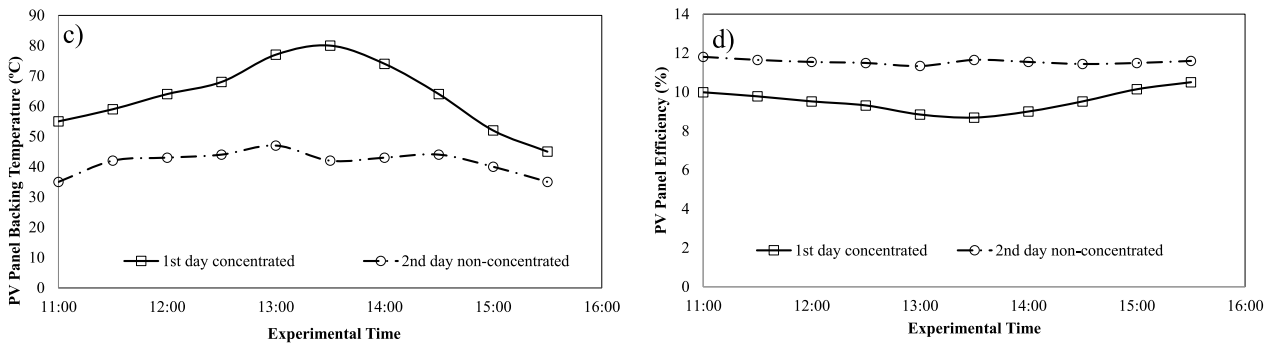 c)
PV Panel Backing Temperature (ºC)
90
80
70
60
50
40
30
20
10
0
1st day concentrated
2nd day non-concentrated
11:00 12:00 13:00 14:00 15:00 16:00
Experimental Time
d)
PV Panel Efficiency (%)
14
12
10
8
6
4
2
0
1st day concentrated
2nd day non-concentrated
11:00 12:00 13:00 14:00 15:00 16:00
Experimental Time